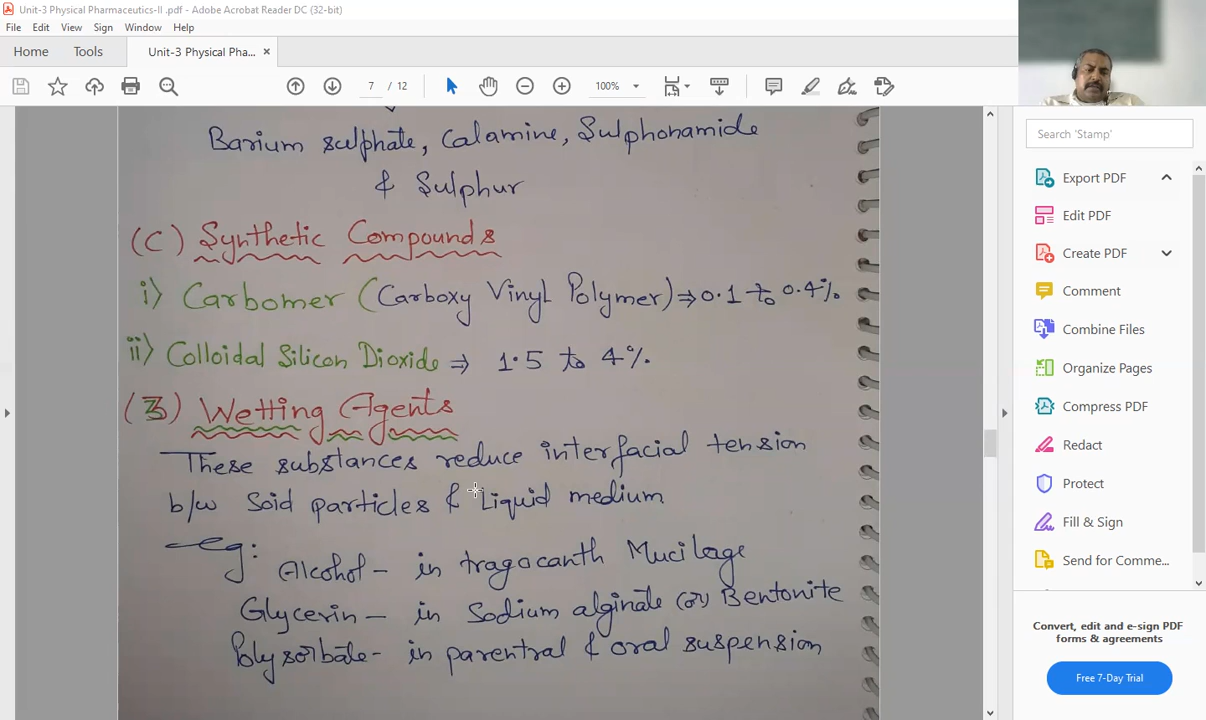 Unit-3 Physical Pharmaceutics-II .pdf - Adobe Acrobat Reader DC (32-bit)
File Edit View Sign Window Help
Home Tools Unit-3 Physical Pha... ×
7 / 12 100%
Barium sulphate, Calamine, Sulphonamide
& Sulphur
(C) Synthetic Compounds
i) Carbomer (Carboxy Vinyl Polymer) ⇒ 0.1 to 0.4%
ii) Colloidal Silicon Dioxide ⇒ 1.5 to 4%.
(3) Wetting Agents
These substances reduce interfacial tension
b/w Soid particles & Liquid medium
eg: Alcohol - in tragocanth Mucilage
Glycerin - in Sodium alginate (or) Bentonite
Polysorbate - in parentral & oral suspension
Search 'Stamp'
Export PDF
Edit PDF
Create PDF
Comment
Combine Files
Organize Pages
Compress PDF
Redact
Protect
Fill & Sign
Send for Comme...
Convert, edit and e-sign PDF
forms & agreements
Free 7-Day Trial